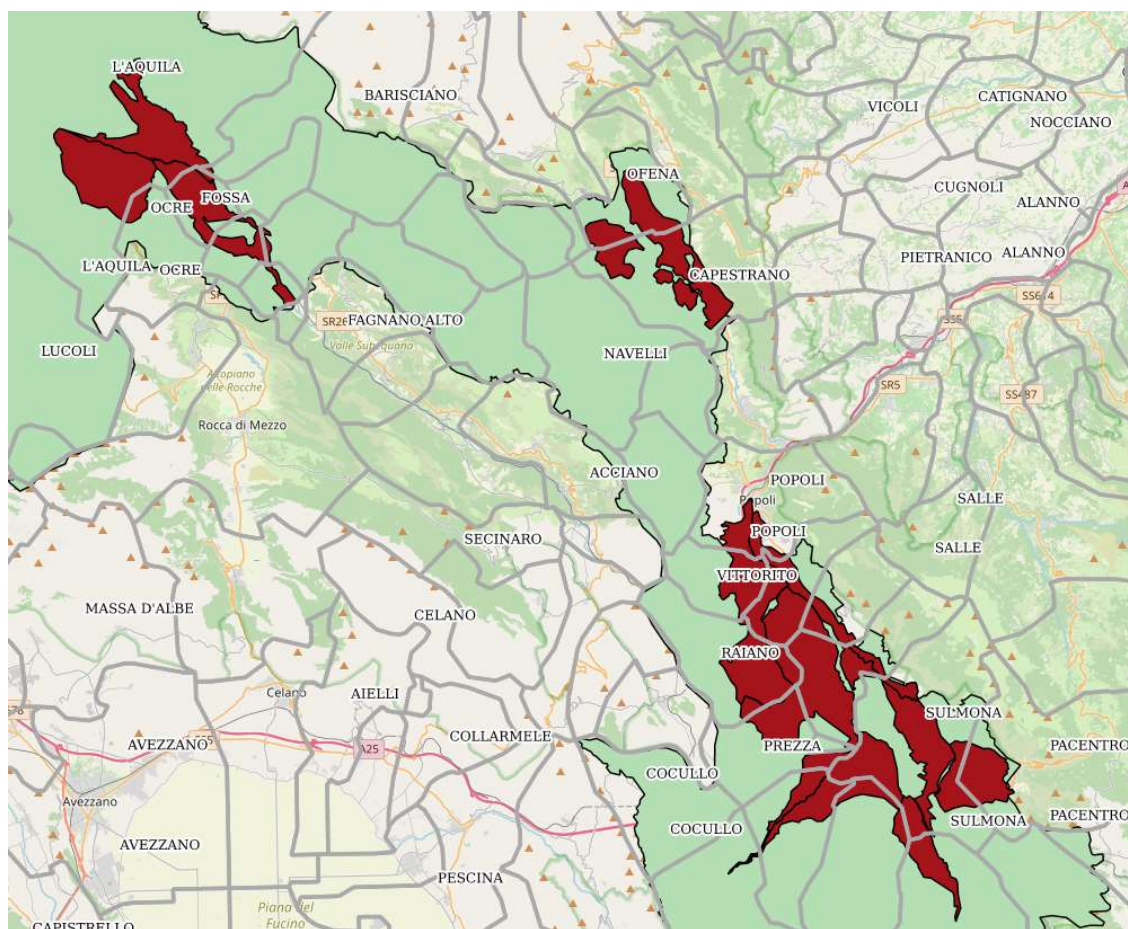 L'AQUILA
BARISCIANO
CATIGNANO
VICOLI
NOCCIANO
OFENA
CUGNOLI
FOSSA
OCRE
ALANNO
PIETRANICO
ALANNO
L'AQUILA
OCRE
CAPESTRANO
SS614
SS5
FAGNANO ALTO
Valle Subequana
LUCOLI
NAVELLI
Altopiano
delle Rocche
SR5
SS487
Rocca di Mezzo
ACCIANO
POPOLI
Popoli
SALLE
POPOLI
SECINARO
SALLE
VITTORITO
MASSA D'ALBE
CELANO
RAIANO
Celano
AIELLI
SULMONA
AVEZZANO
A25
COLLARMELE
PREZZA
PACENTRO
COCULLO
Avezzano
COCULLO
SULMONA
PACENTRO
AVEZZANO
PESCINA
Piana del
Fucino
CAPISTRELLO